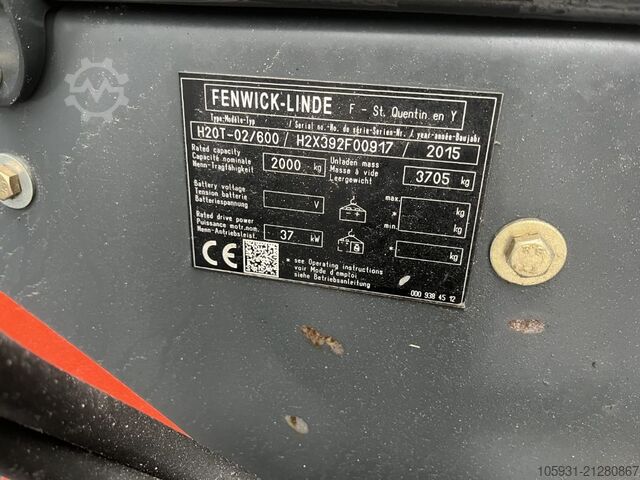 FENWICK-LINDE F - St. Quentin en Y
Type-Modèle-Typ / Serial no.-No. de série-Serien-Nr. / year-année-Baujahr
H20T-02/600 / H2X392F00917 / 2015
Rated capacity
Capacité nominale
Nenn-Tragfähigkeit
2000 kg
Unladen mass
Masse à vide
Leergewicht
3705 kg
Battery voltage
Tension batterie
Batteriespannung
V
max.
* kg
min.
kg
Rated drive power
Puissance motr.nom.
Nenn-Antriebsleist.
37 kW
* kg
CE
* see Operating instructions
voir Mode d'emploi
siehe Betriebsanleitung
000 938 45 12
105931-21280867